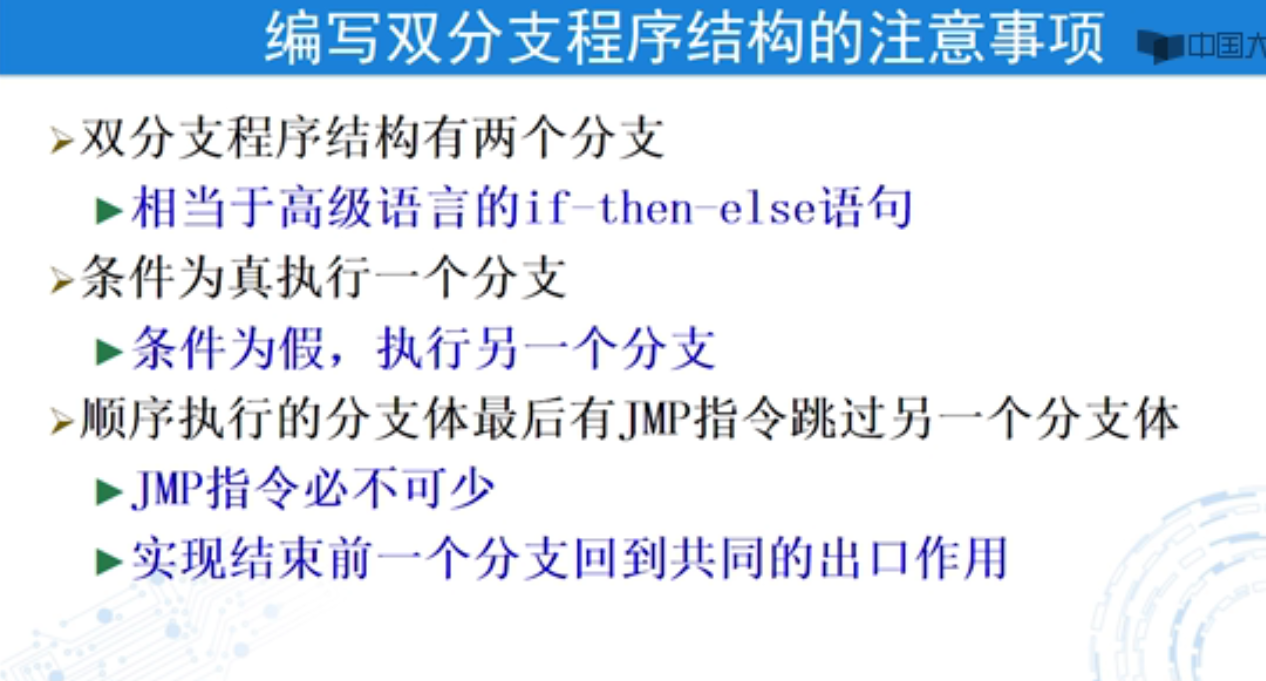 编写双分支程序结构的注意事项
中国大
双分支程序结构有两个分支
相当于高级语言的if-then-else语句
条件为真执行一个分支
条件为假，执行另一个分支
顺序执行的分支体最后有JMP指令跳过另一个分支体
JMP指令必不可少
实现结束前一个分支回到共同的出口作用